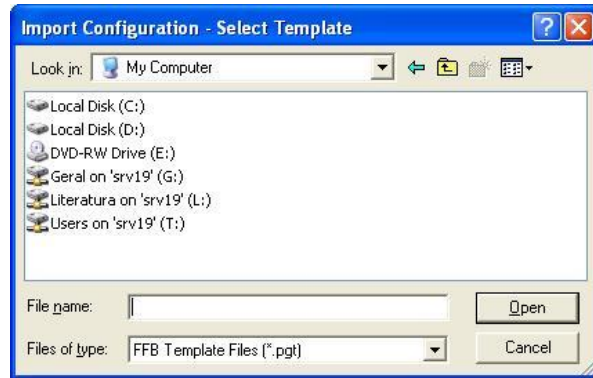 Import Configuration - Select Template
Look in: My Computer
Local Disk (C:)
Local Disk (D:)
DVD-RW Drive (E:)
Geral on 'srv19' (G:)
Literatura on 'srv19' (L:)
Users on 'srv19' (T:)
File name: Open
Files of type: FFB Template Files (*.pgt) Cancel